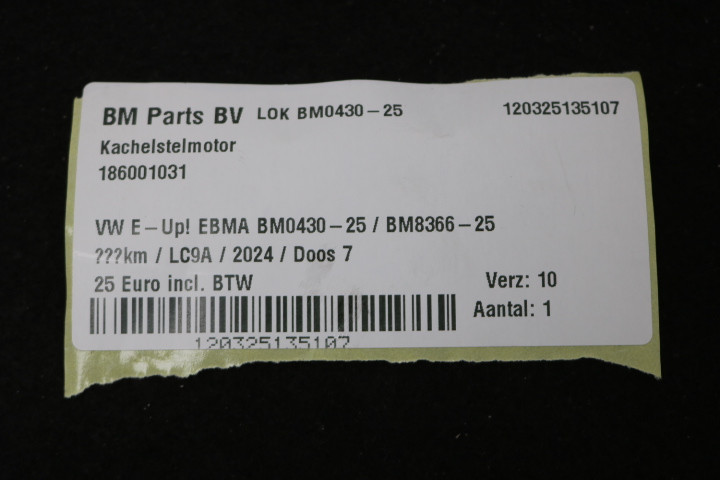 BM Parts BV LOK BM0430-25 120325135107
Kachelstelmotor
186001031
VW E-Up! EBMA BM0430-25 / BM8366-25
???km / LC9A / 2024 / Doos 7
25 Euro incl. BTW Verz: 10
Aantal: 1
120325135107